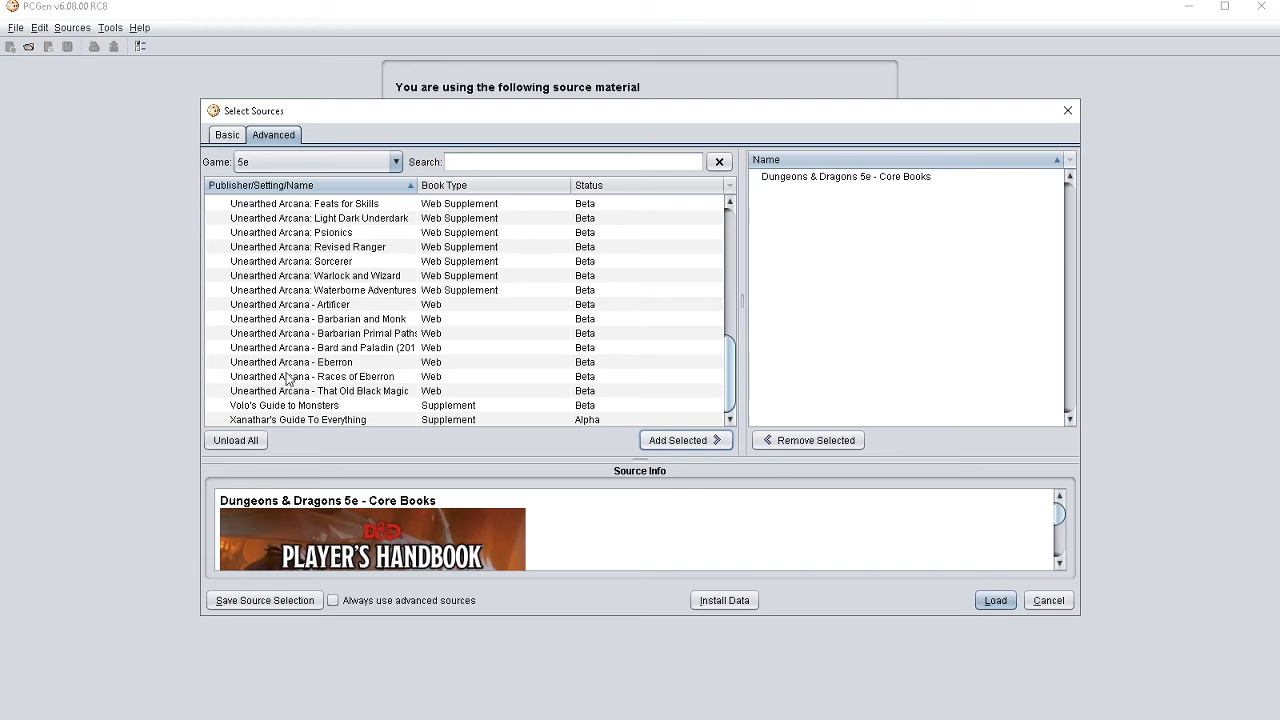 PCGen v6.08.00 RC8
File Edit Sources Tools Help
You are using the following source material
Select Sources
Basic Advanced
Game: 5e Search:
Publisher/Setting/Name Book Type Status
Unearthed Arcana: Feats for Skills Web Supplement Beta
Unearthed Arcana: Light Dark Underdark Web Supplement Beta
Unearthed Arcana: Psionics Web Supplement Beta
Unearthed Arcana: Revised Ranger Web Supplement Beta
Unearthed Arcana: Sorcerer Web Supplement Beta
Unearthed Arcana: Warlock and Wizard Web Supplement Beta
Unearthed Arcana: Waterborne Adventures Web Supplement Beta
Unearthed Arcana - Artificer Web Beta
Unearthed Arcana - Barbarian and Monk Web Beta
Unearthed Arcana - Barbarian Primal Paths Web Beta
Unearthed Arcana - Bard and Paladin (201 Web Beta
Unearthed Arcana - Eberron Web Beta
Unearthed Arcana - Races of Eberron Web Beta
Unearthed Arcana - That Old Black Magic Web Beta
Volo's Guide to Monsters Supplement Beta
Xanathar's Guide To Everything Supplement Alpha
Unload All Add Selected
Name
Dungeons & Dragons 5e - Core Books
Remove Selected
Source Info
Dungeons & Dragons 5e - Core Books
D&D
PLAYER'S HANDBOOK
Save Source Selection Always use advanced sources Install Data Load Cancel